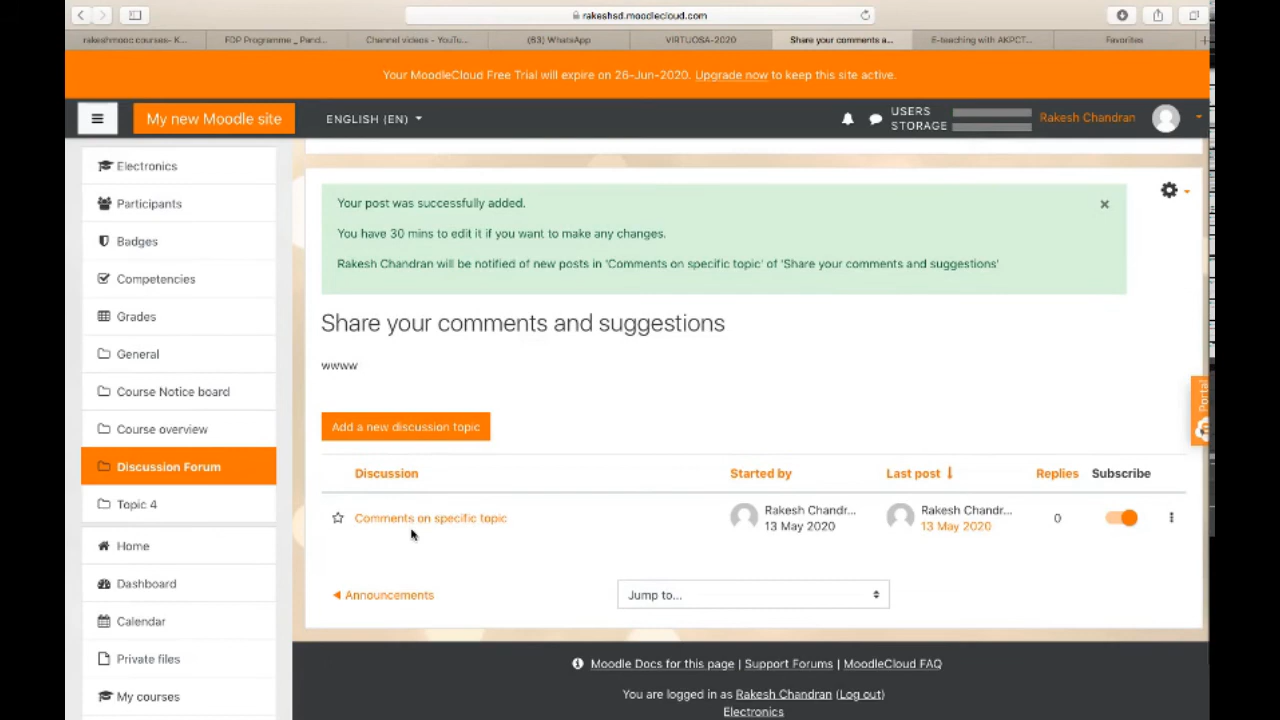 rakeshsd.moodlecloud.com
rakeshmooc courses- K...
FDP Programme _ Pand...
Channel videos - YouTu...
(63) WhatsApp
VIRTUOSA-2020
Share your comments a...
E-teaching with AKPCT...
Favorites
Your MoodleCloud Free Trial will expire on 26-Jun-2020. Upgrade now to keep this site active.
My new Moodle site
ENGLISH (EN)
USERS
STORAGE
Rakesh Chandran
Electronics
Participants
Badges
Competencies
Grades
General
Course Notice board
Course overview
Discussion Forum
Topic 4
Home
Dashboard
Calendar
Private files
My courses
Your post was successfully added.
You have 30 mins to edit it if you want to make any changes.
Rakesh Chandran will be notified of new posts in 'Comments on specific topic' of 'Share your comments and suggestions'
×
Share your comments and suggestions
wwww
Add a new discussion topic
Discussion Started by Last post ↓ Replies Subscribe
Comments on specific topic
Rakesh Chandr...
13 May 2020
Rakesh Chandr...
13 May 2020
0
Announcements
Jump to...
Portal
Moodle Docs for this page | Support Forums | MoodleCloud FAQ
You are logged in as Rakesh Chandran (Log out)
Electronics